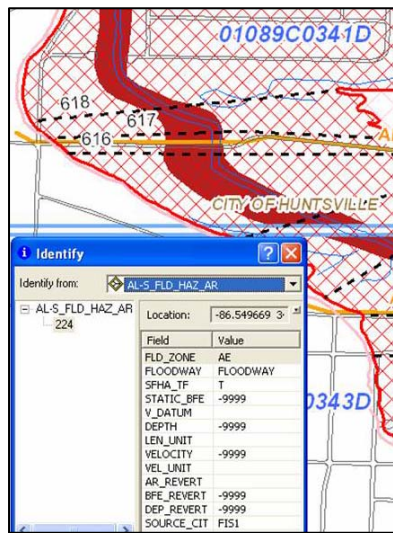 01089C0341D
618
617
616
CITY OF HUNTSVILLE
Identify
Identify from: AL-S_FLD_HAZ_AR
AL-S_FLD_HAZ_AR
224
Location: -86.549669
Field Value
FLD_ZONE AE
FLOODWAY FLOODWAY
SFHA_TF T
STATIC_BFE -9999
V_DATUM
DEPTH -9999
LEN_UNIT
VELOCITY -9999
VEL_UNIT
AR_REVERT
BFE_REVERT -9999
DEP_REVERT -9999
SOURCE_CIT FIS1
0343D